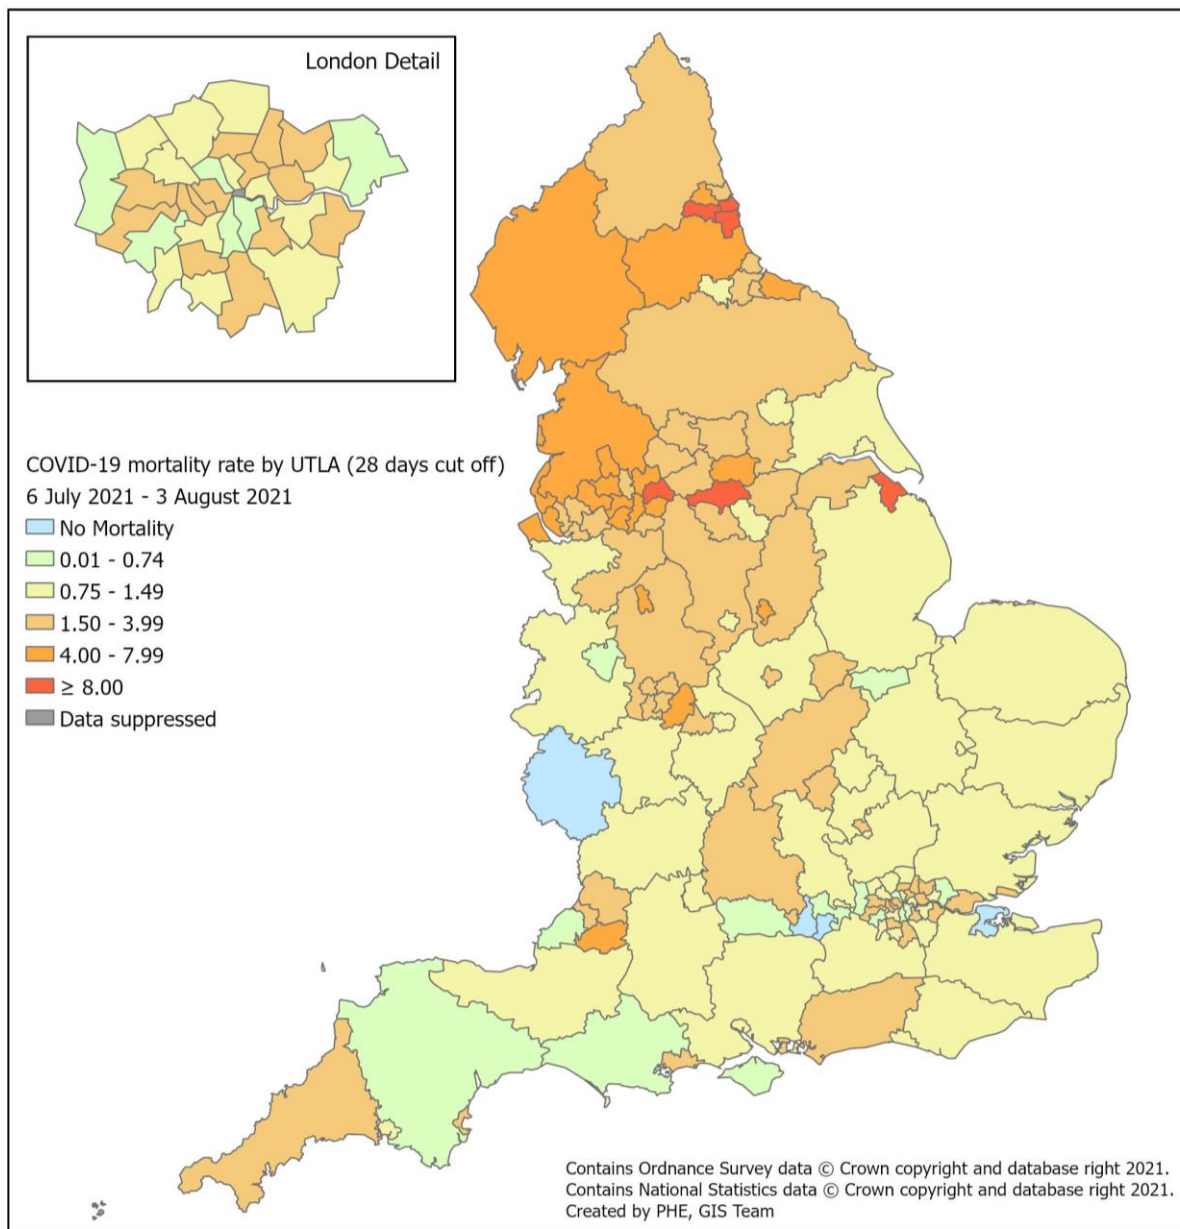 London Detail
COVID-19 mortality rate by UTLA (28 days cut off)
6 July 2021 - 3 August 2021
No Mortality
0.01 - 0.74
0.75 - 1.49
1.50 - 3.99
4.00 - 7.99
≥ 8.00
Data suppressed
Contains Ordnance Survey data © Crown copyright and database right 2021.
Contains National Statistics data © Crown copyright and database right 2021.
Created by PHE, GIS Team